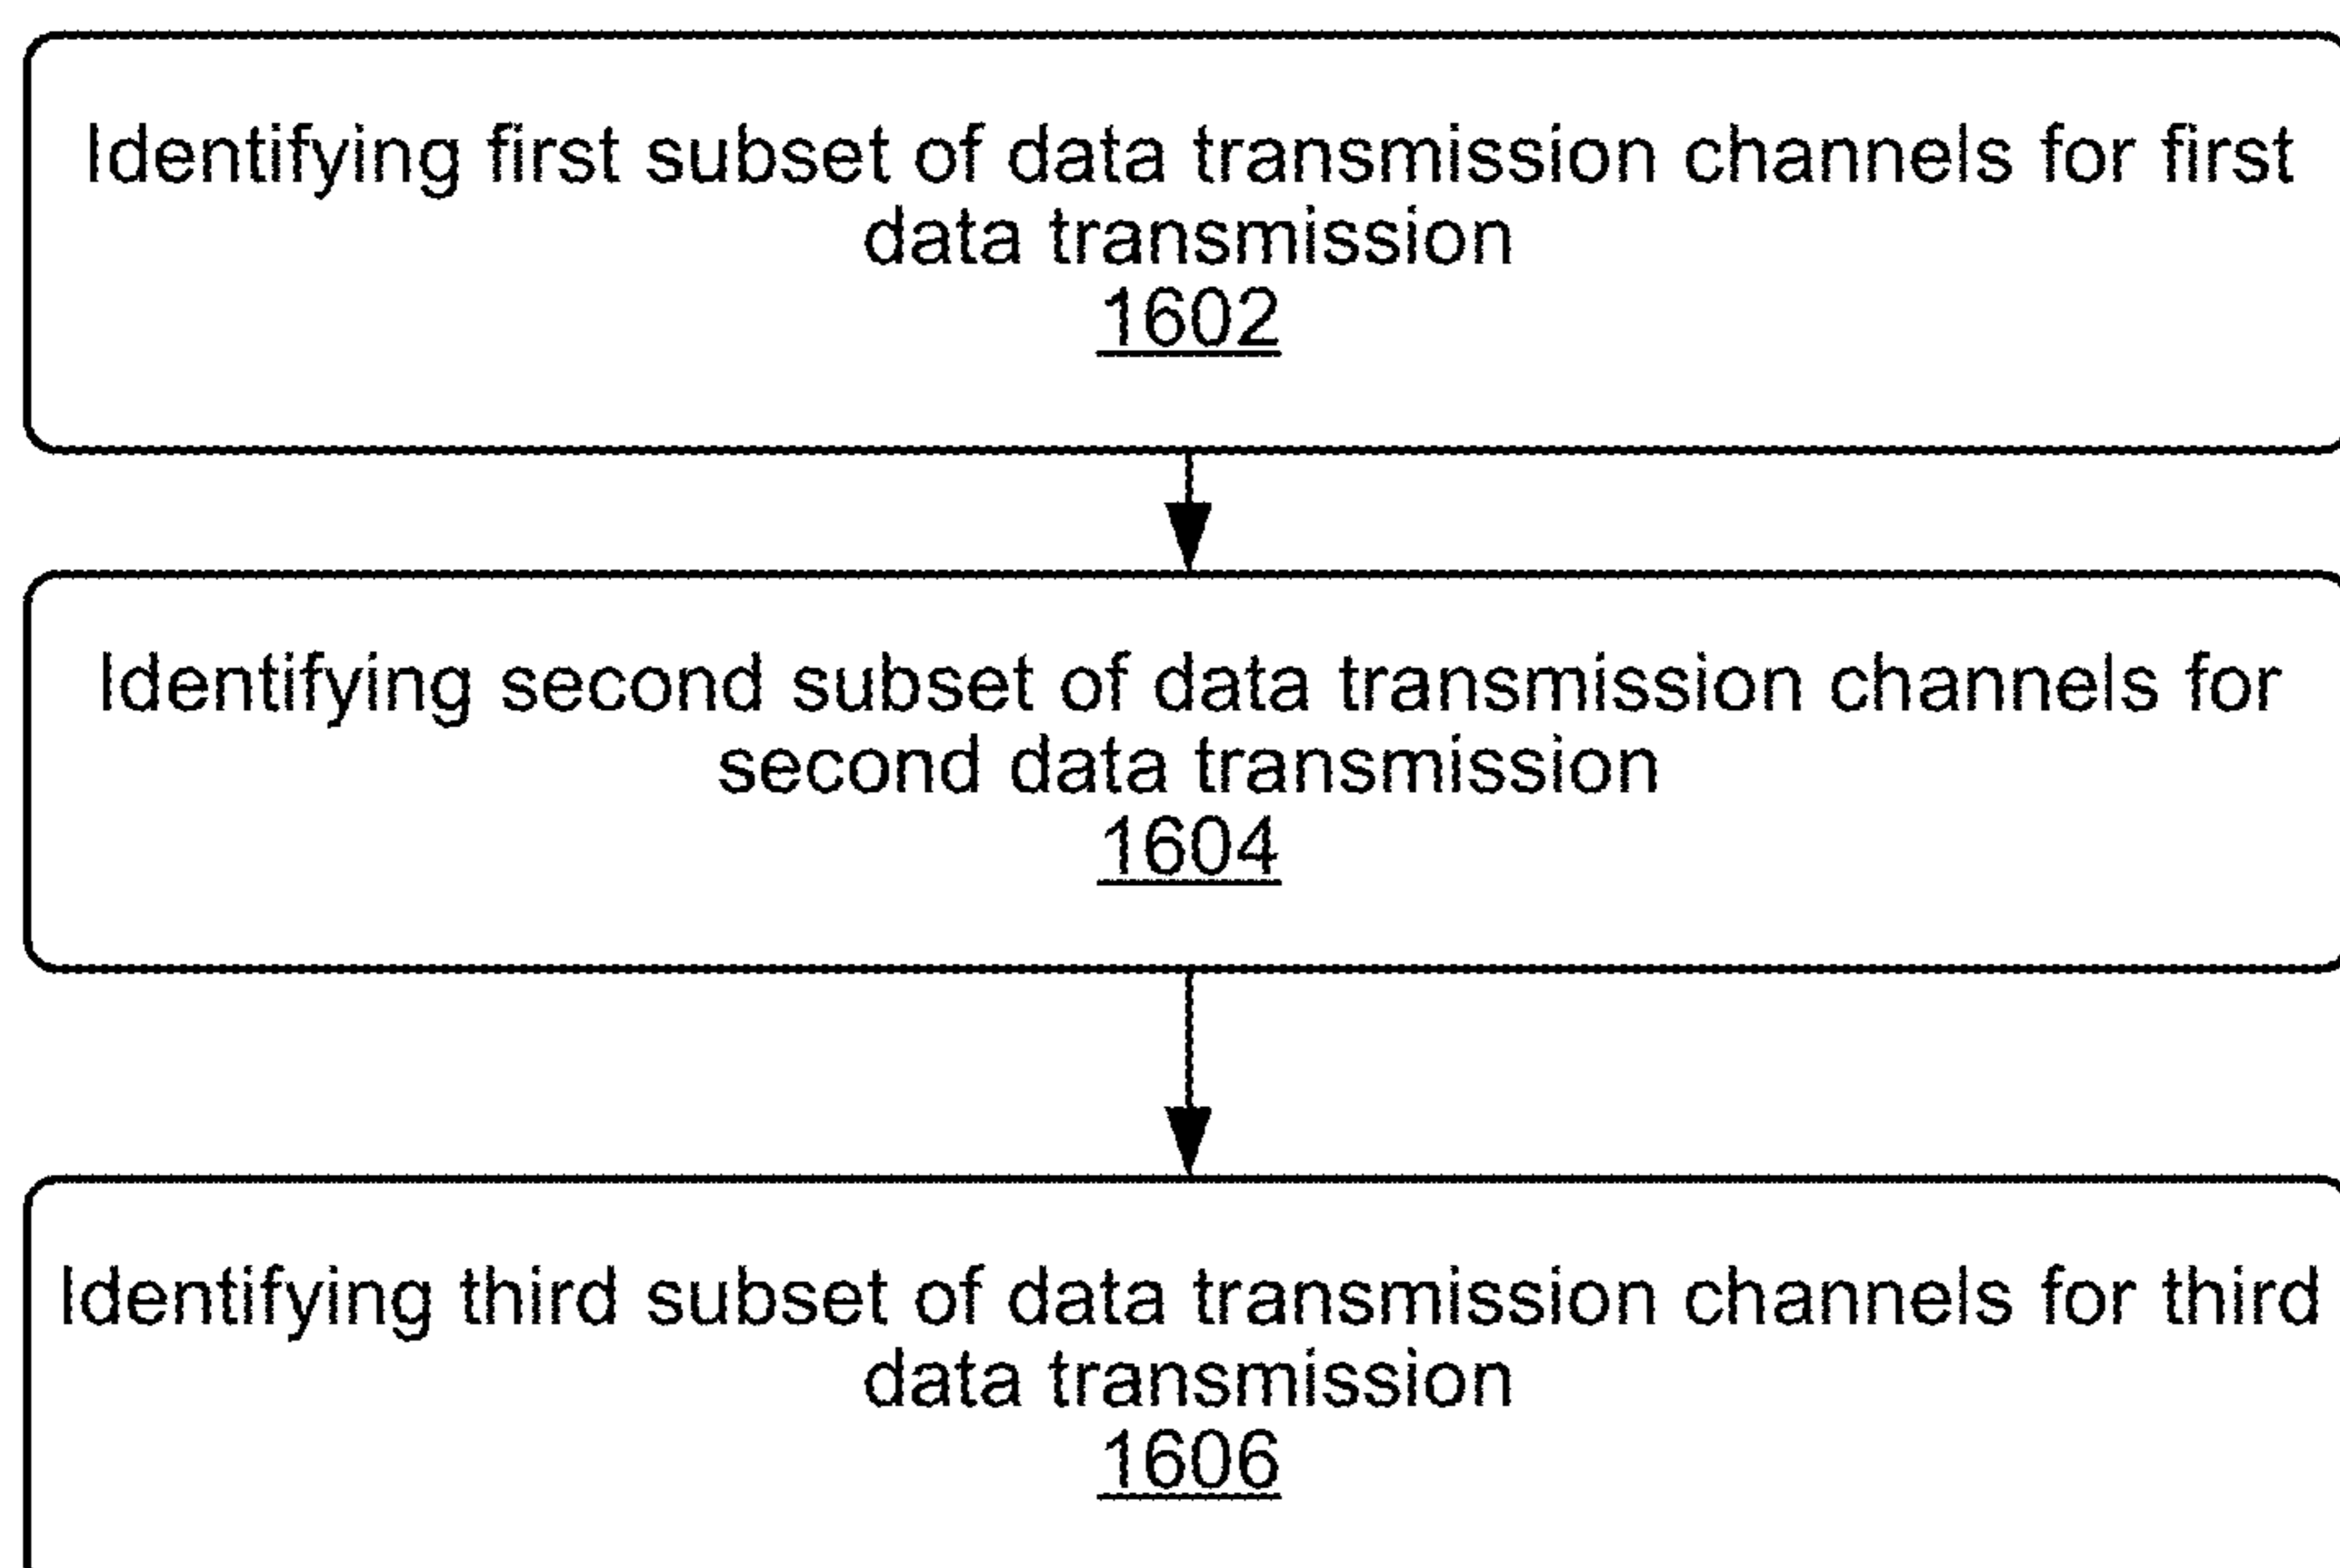 Identifying first subset of data transmission channels for first
data transmission
1602
Identifying second subset of data transmission channels for
second data transmission
1604
Identifying third subset of data transmission channels for third
data transmission
1606